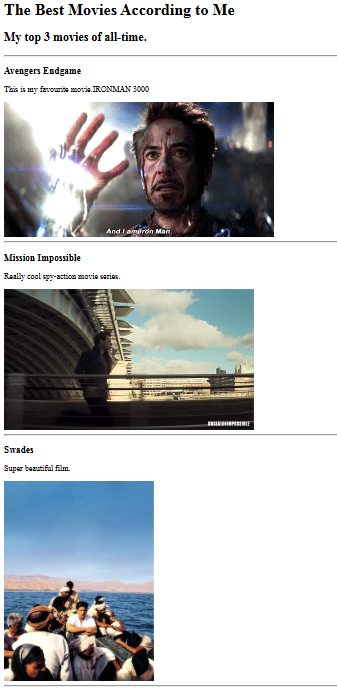 The Best Movies According to Me
My top 3 movies of all-time.
Avengers Endgame
This is my favourite movie.IRONMAN 3000
And I am Iron Man.
Mission Impossible
Really cool spy-action movie series.
#MISSIONIMPOSSIBLE
Swades
Super beautiful film.